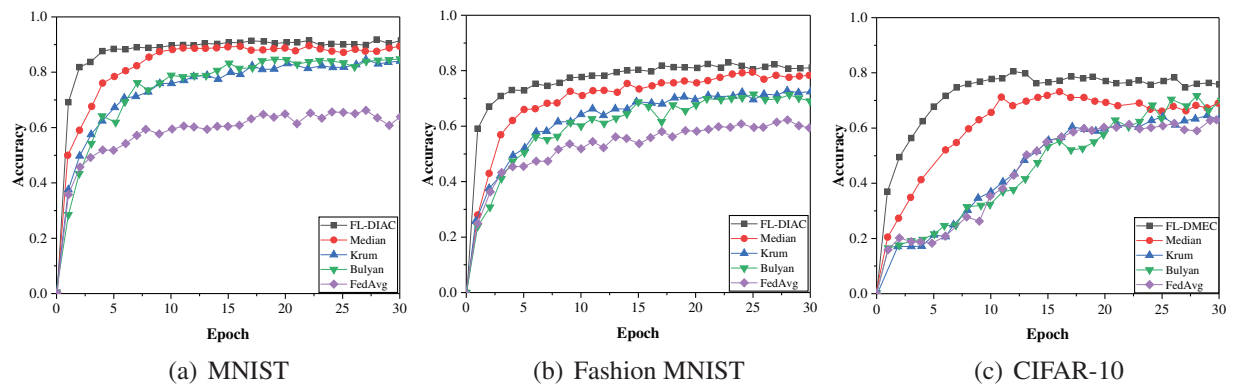 1.0
0.8
0.6
0.4
0.2
0.0
Accuracy
0 5 10 15 20 25 30
Epoch
FL-DIAC
Median
Krum
Bulyan
FedAvg
(a) MNIST
1.0
0.8
0.6
0.4
0.2
0.0
Accuracy
0 5 10 15 20 25 30
Epoch
FL-DIAC
Median
Krum
Bulyan
FedAvg
(b) Fashion MNIST
1.0
0.8
0.6
0.4
0.2
0.0
Accuracy
0 5 10 15 20 25 30
Epoch
FL-DMEC
Median
Krum
Bulyan
FedAvg
(c) CIFAR-10